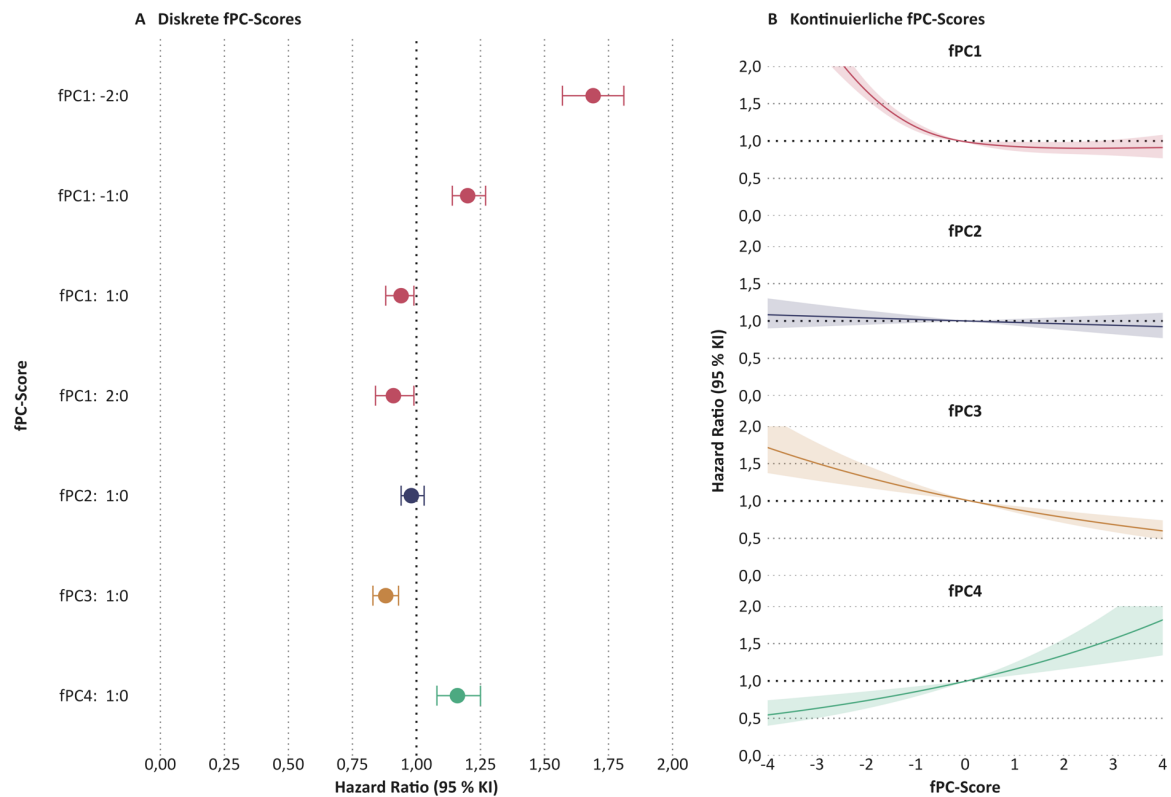 A Diskrete fPC-Scores
fPC-Score
fPC1: -2:0
fPC1: -1:0
fPC1: 1:0
fPC1: 2:0
fPC2: 1:0
fPC3: 1:0
fPC4: 1:0
0,00 0,25 0,50 0,75 1,00 1,25 1,50 1,75 2,00
Hazard Ratio (95 % KI)
B Kontinuierliche fPC-Scores
Hazard Ratio (95 % KI)
fPC1
2,0
1,5
1,0
0,5
0,0
fPC2
2,0
1,5
1,0
0,5
0,0
fPC3
2,0
1,5
1,0
0,5
0,0
fPC4
2,0
1,5
1,0
0,5
0,0
-4 -3 -2 -1 0 1 2 3 4
fPC-Score